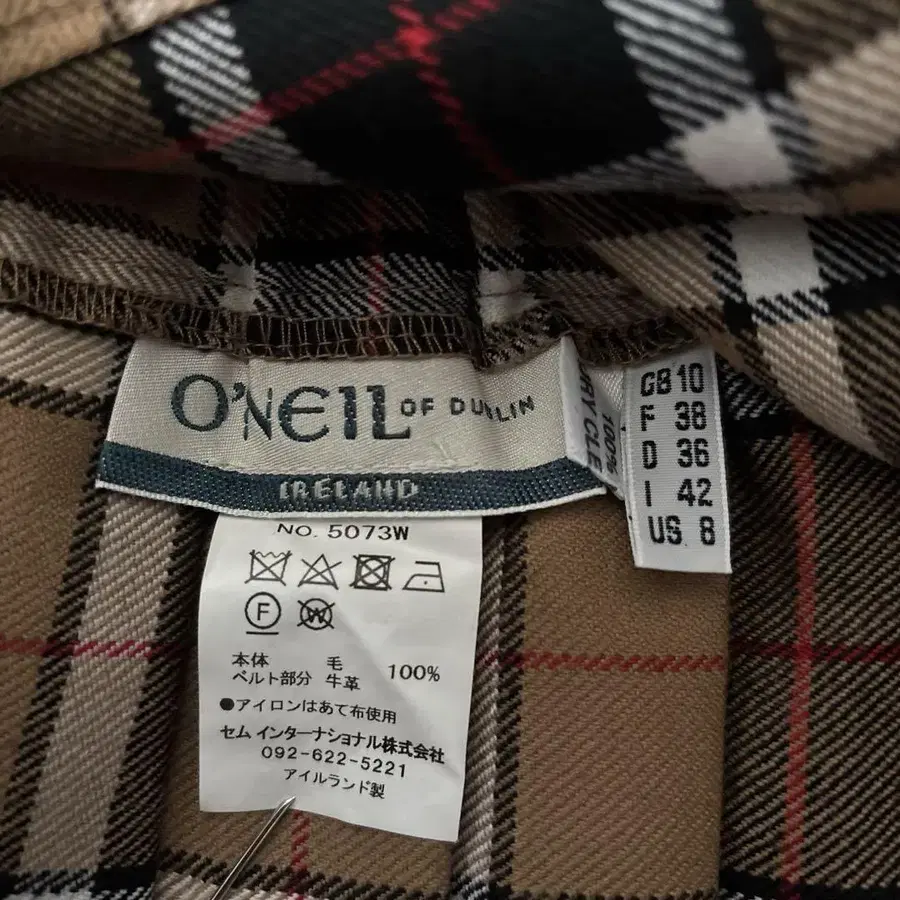 O'NEIL OF DUBLIN
IRELAND
DRY CLE
100%
GB 10
F 38
D 36
I 42
US 8
NO. 5073W
F W
本体 毛 100%
ベルト部分 牛革
●アイロンはあて布使用
セム インターナショナル株式会社
092-622-5221
アイルランド製